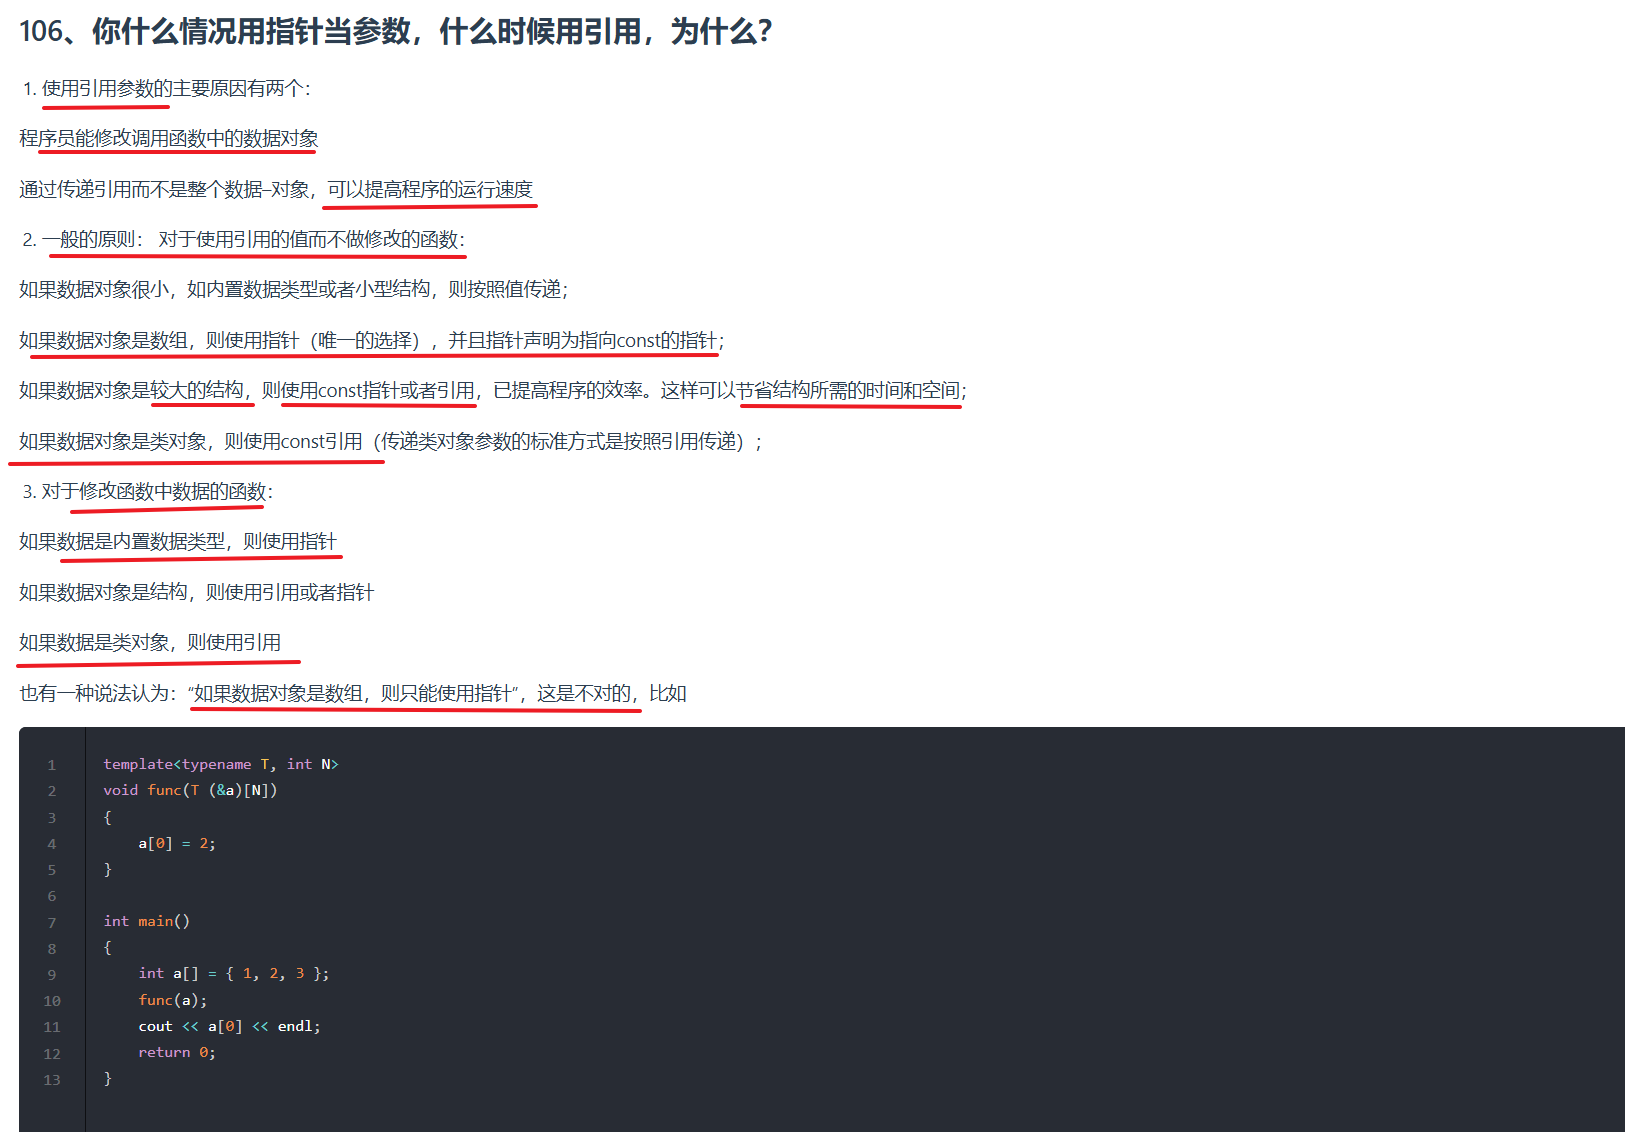 106、你什么情况用指针当参数，什么时候用引用，为什么？
1. 使用引用参数的主要原因有两个：
程序员能修改调用函数中的数据对象
通过传递引用而不是整个数据–对象，可以提高程序的运行速度
2. 一般的原则： 对于使用引用的值而不做修改的函数：
如果数据对象很小，如内置数据类型或者小型结构，则按照值传递；
如果数据对象是数组，则使用指针（唯一的选择），并且指针声明为指向const的指针；
如果数据对象是较大的结构，则使用const指针或者引用，已提高程序的效率。这样可以节省结构所需的时间和空间；
如果数据对象是类对象，则使用const引用（传递类对象参数的标准方式是按照引用传递）；
3. 对于修改函数中数据的函数：
如果数据是内置数据类型，则使用指针
如果数据对象是结构，则使用引用或者指针
如果数据是类对象，则使用引用
也有一种说法认为：“如果数据对象是数组，则只能使用指针”，这是不对的，比如
1 template<typename T, int N>
2 void func(T (&a)[N])
3 {
4     a[0] = 2;
5 }
6
7 int main()
8 {
9     int a[] = { 1, 2, 3 };
10     func(a);
11     cout << a[0] << endl;
12     return 0;
13 }